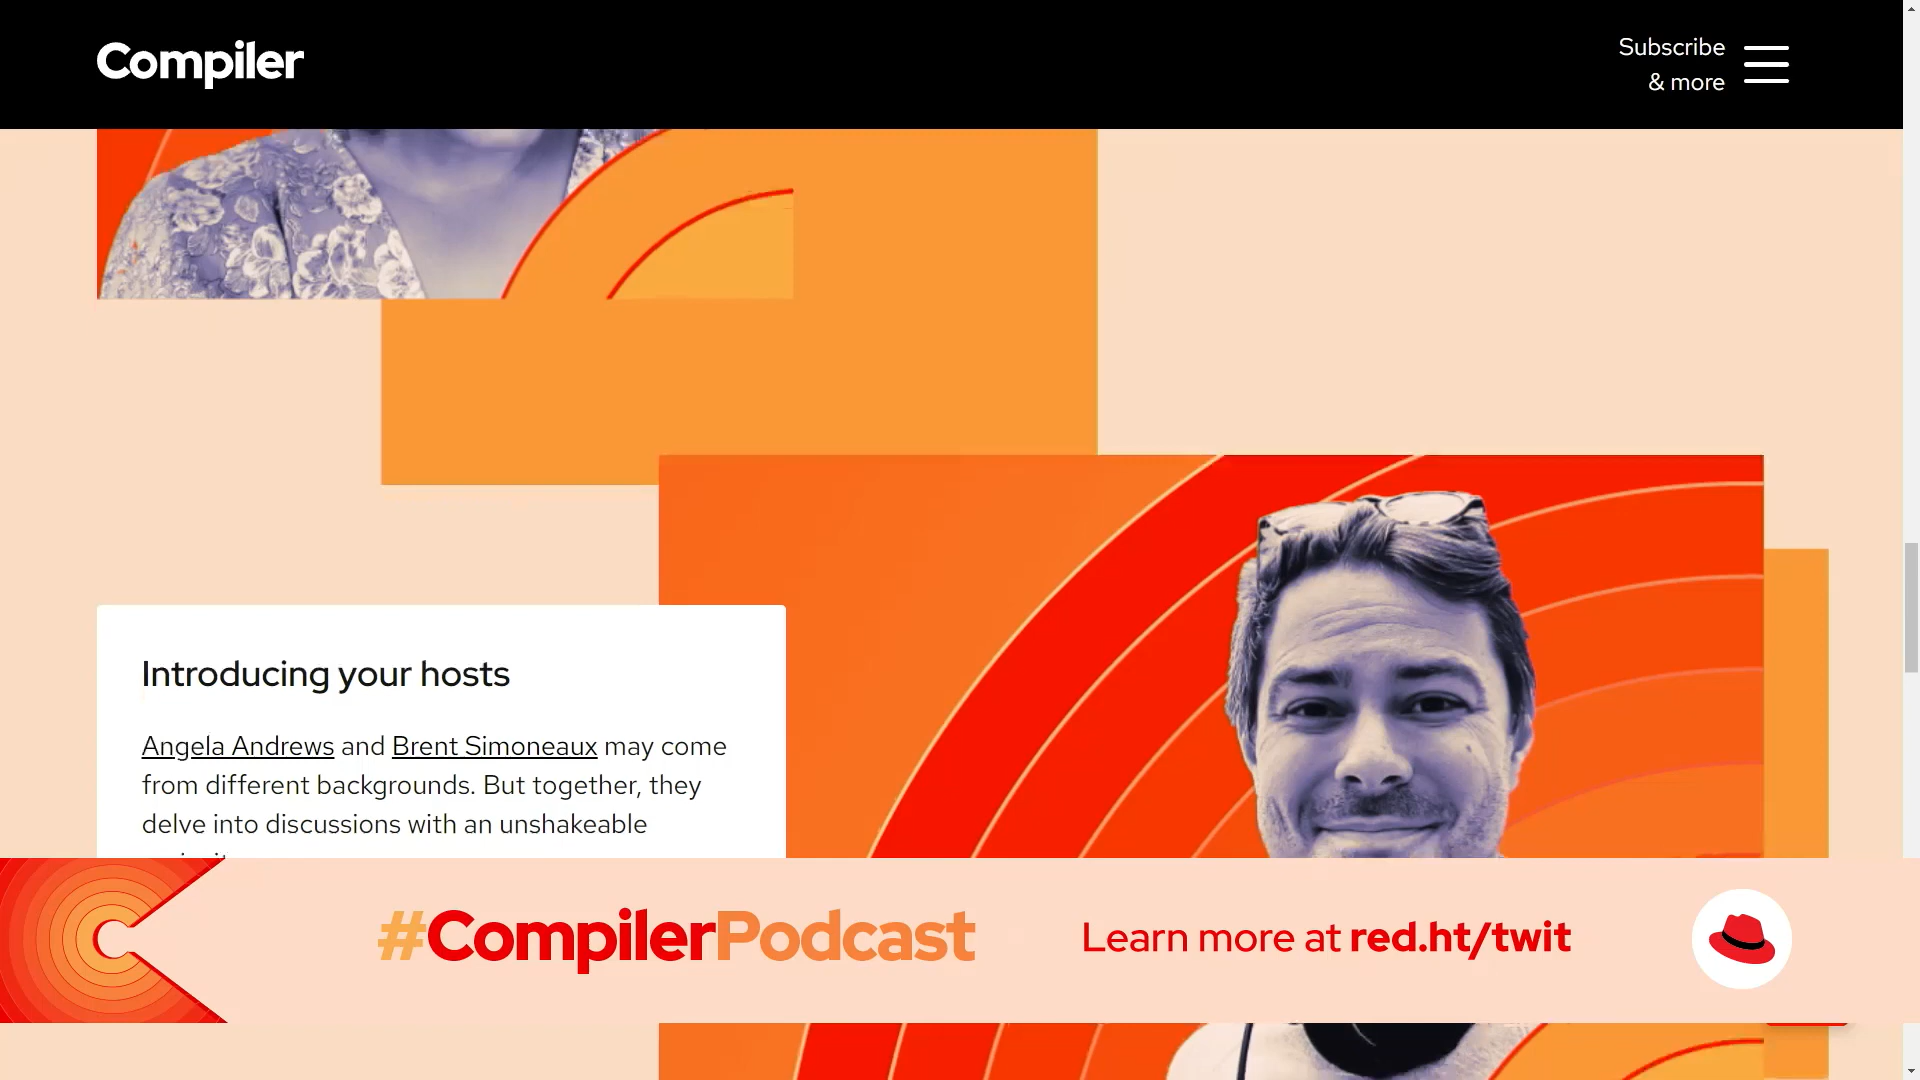 Compiler
Subscribe
& more
Introducing your hosts
Angela Andrews and Brent Simoneaux may come
from different backgrounds. But together, they
delve into discussions with an unshakeable
#CompilerPodcast
Learn more at red.ht/twit